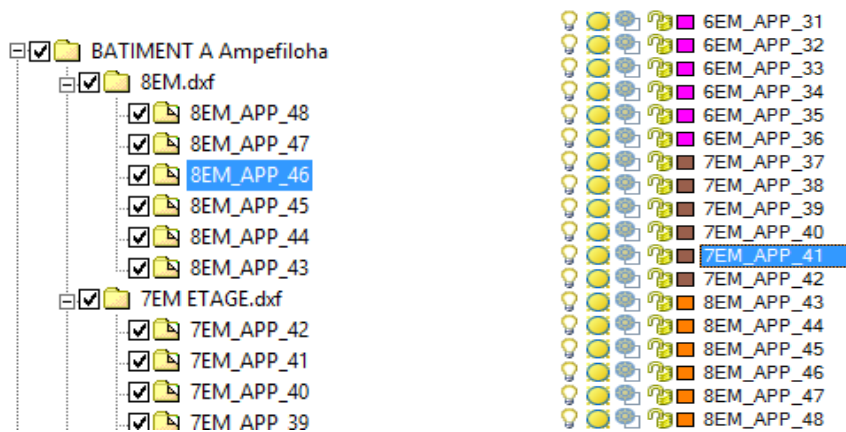 BATIMENT A Ampefiloha
8EM.dxf
8EM_APP_48
8EM_APP_47
8EM_APP_46
8EM_APP_45
8EM_APP_44
8EM_APP_43
7EM ETAGE.dxf
7EM_APP_42
7EM_APP_41
7EM_APP_40
7EM_APP_39
6EM_APP_31
6EM_APP_32
6EM_APP_33
6EM_APP_34
6EM_APP_35
6EM_APP_36
7EM_APP_37
7EM_APP_38
7EM_APP_39
7EM_APP_40
7EM_APP_41
7EM_APP_42
8EM_APP_43
8EM_APP_44
8EM_APP_45
8EM_APP_46
8EM_APP_47
8EM_APP_48